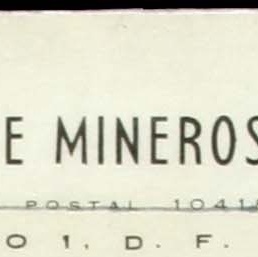 E MINEROS
POSTAL 1041
O 1, D. F.